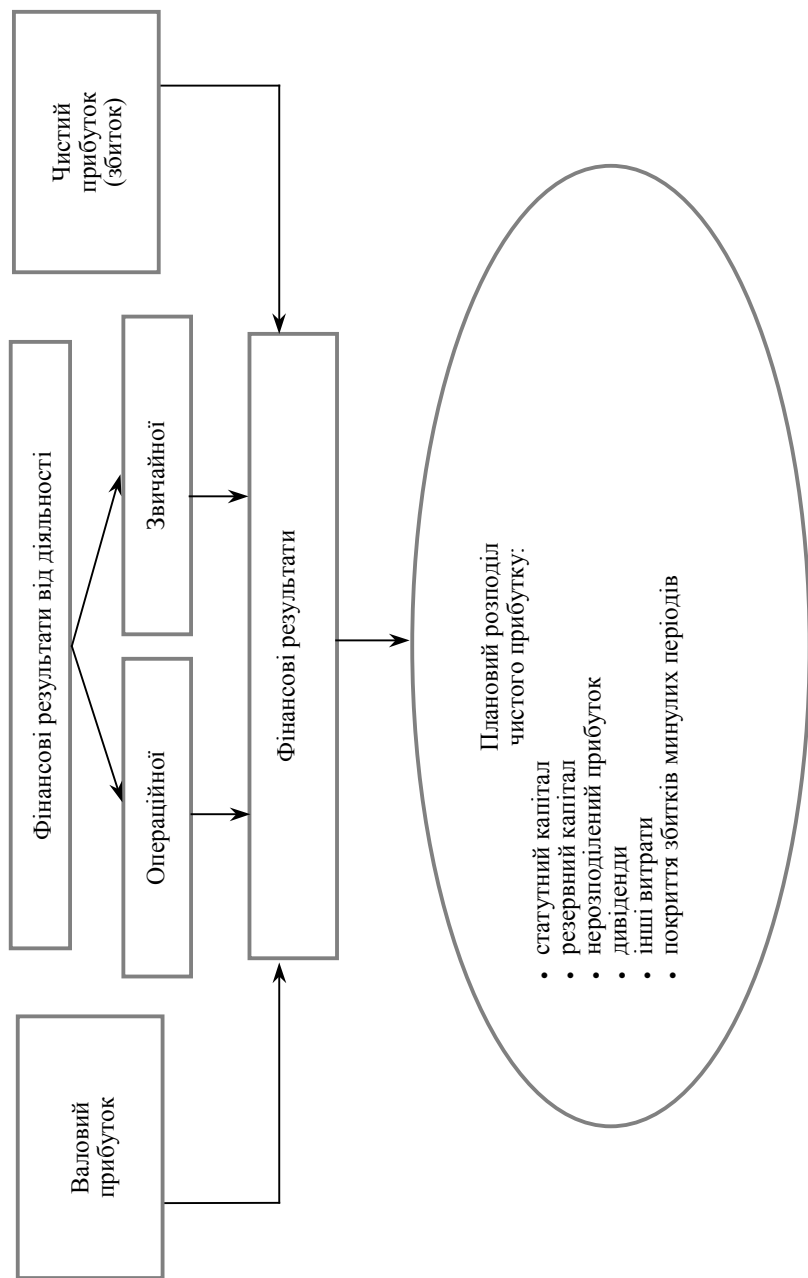 Валовий
прибуток
Фінансові результати від діяльності
Чистий
прибуток
(збиток)
Операційної
Звичайної
Фінансові результати
Плановий розподіл
чистого прибутку:
• статутний капітал
• резервний капітал
• нерозподілений прибуток
• дивіденди
• інші витрати
• покриття збитків минулих періодів